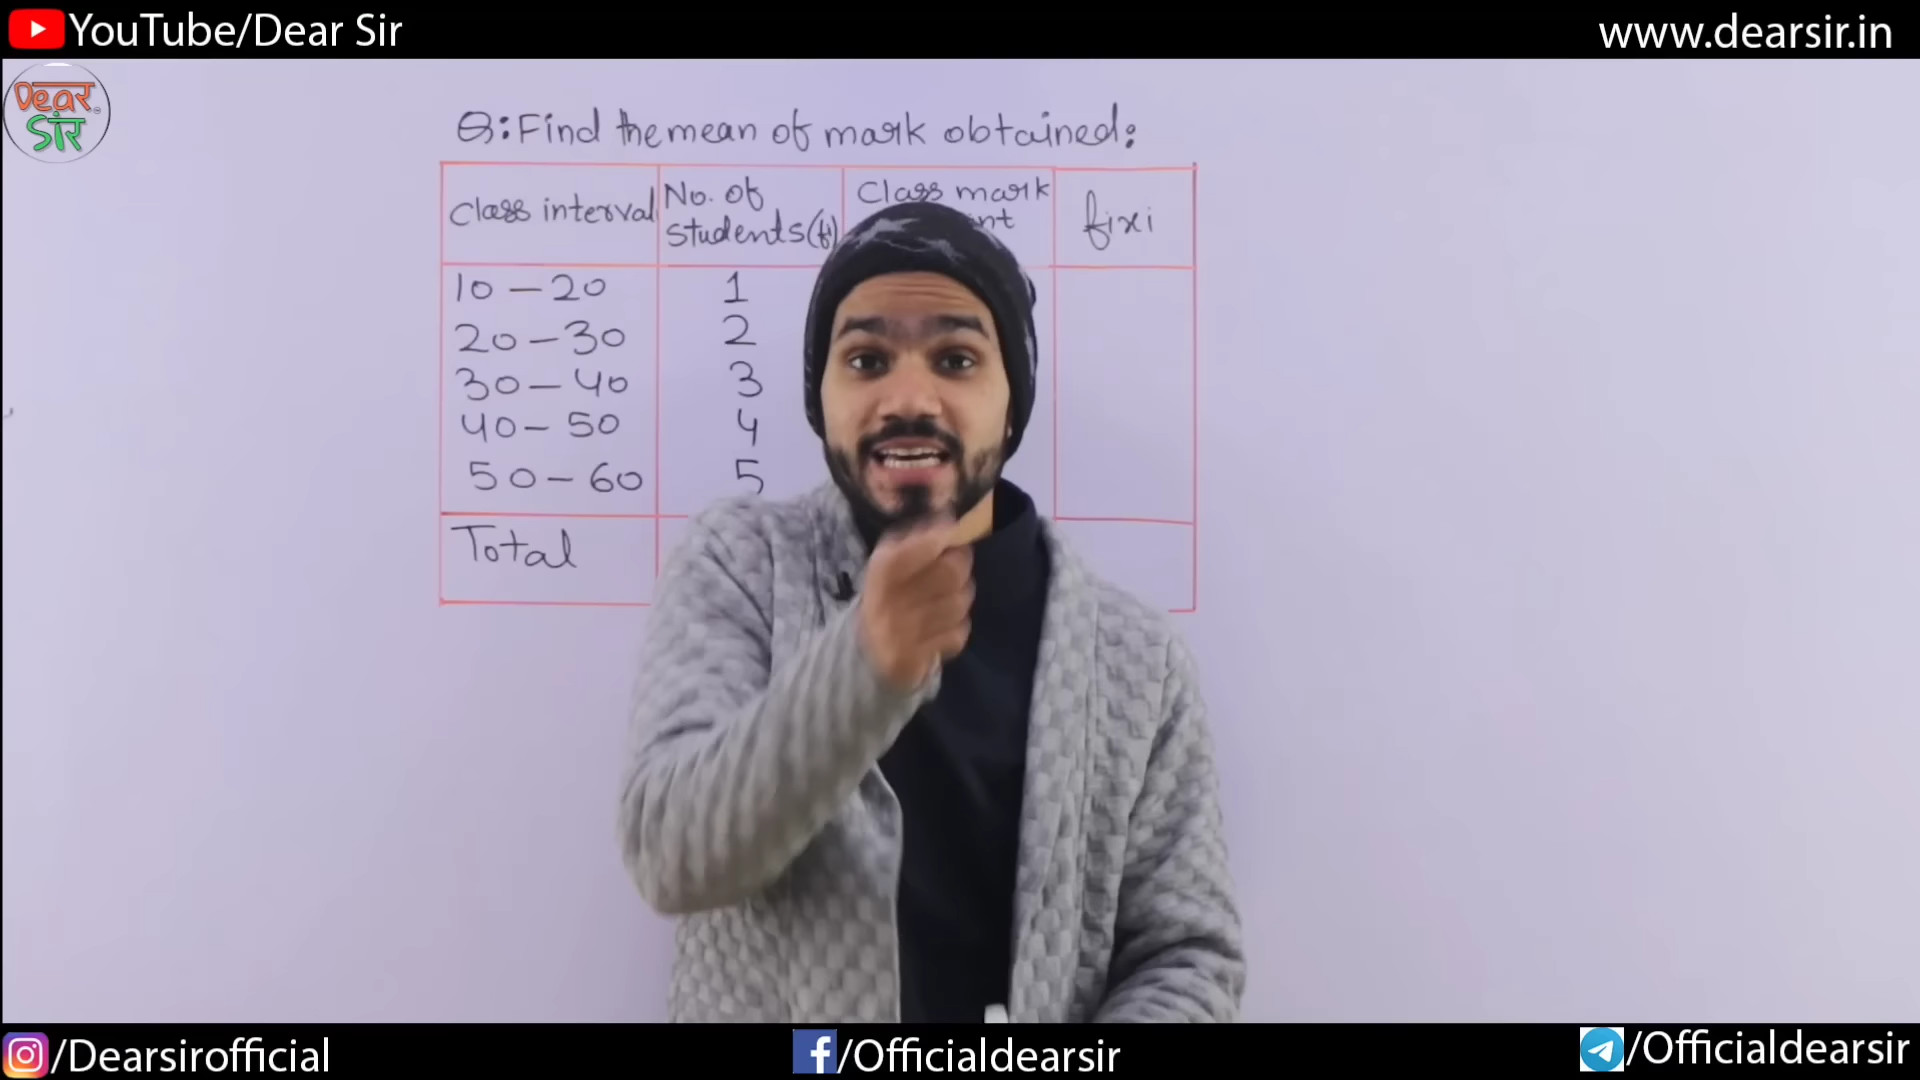 YouTube/Dear Sir
www.dearsir.in
Dear
सर
Q:Find the mean of mark obtained:
Class interval
No. of
students(fi)
Class mark
fixi
10 – 20
1
20 – 30
2
30 – 40
3
40 – 50
4
50 – 60
5
Total
/Dearsirofficial
/Officialdearsir
/Officialdearsir